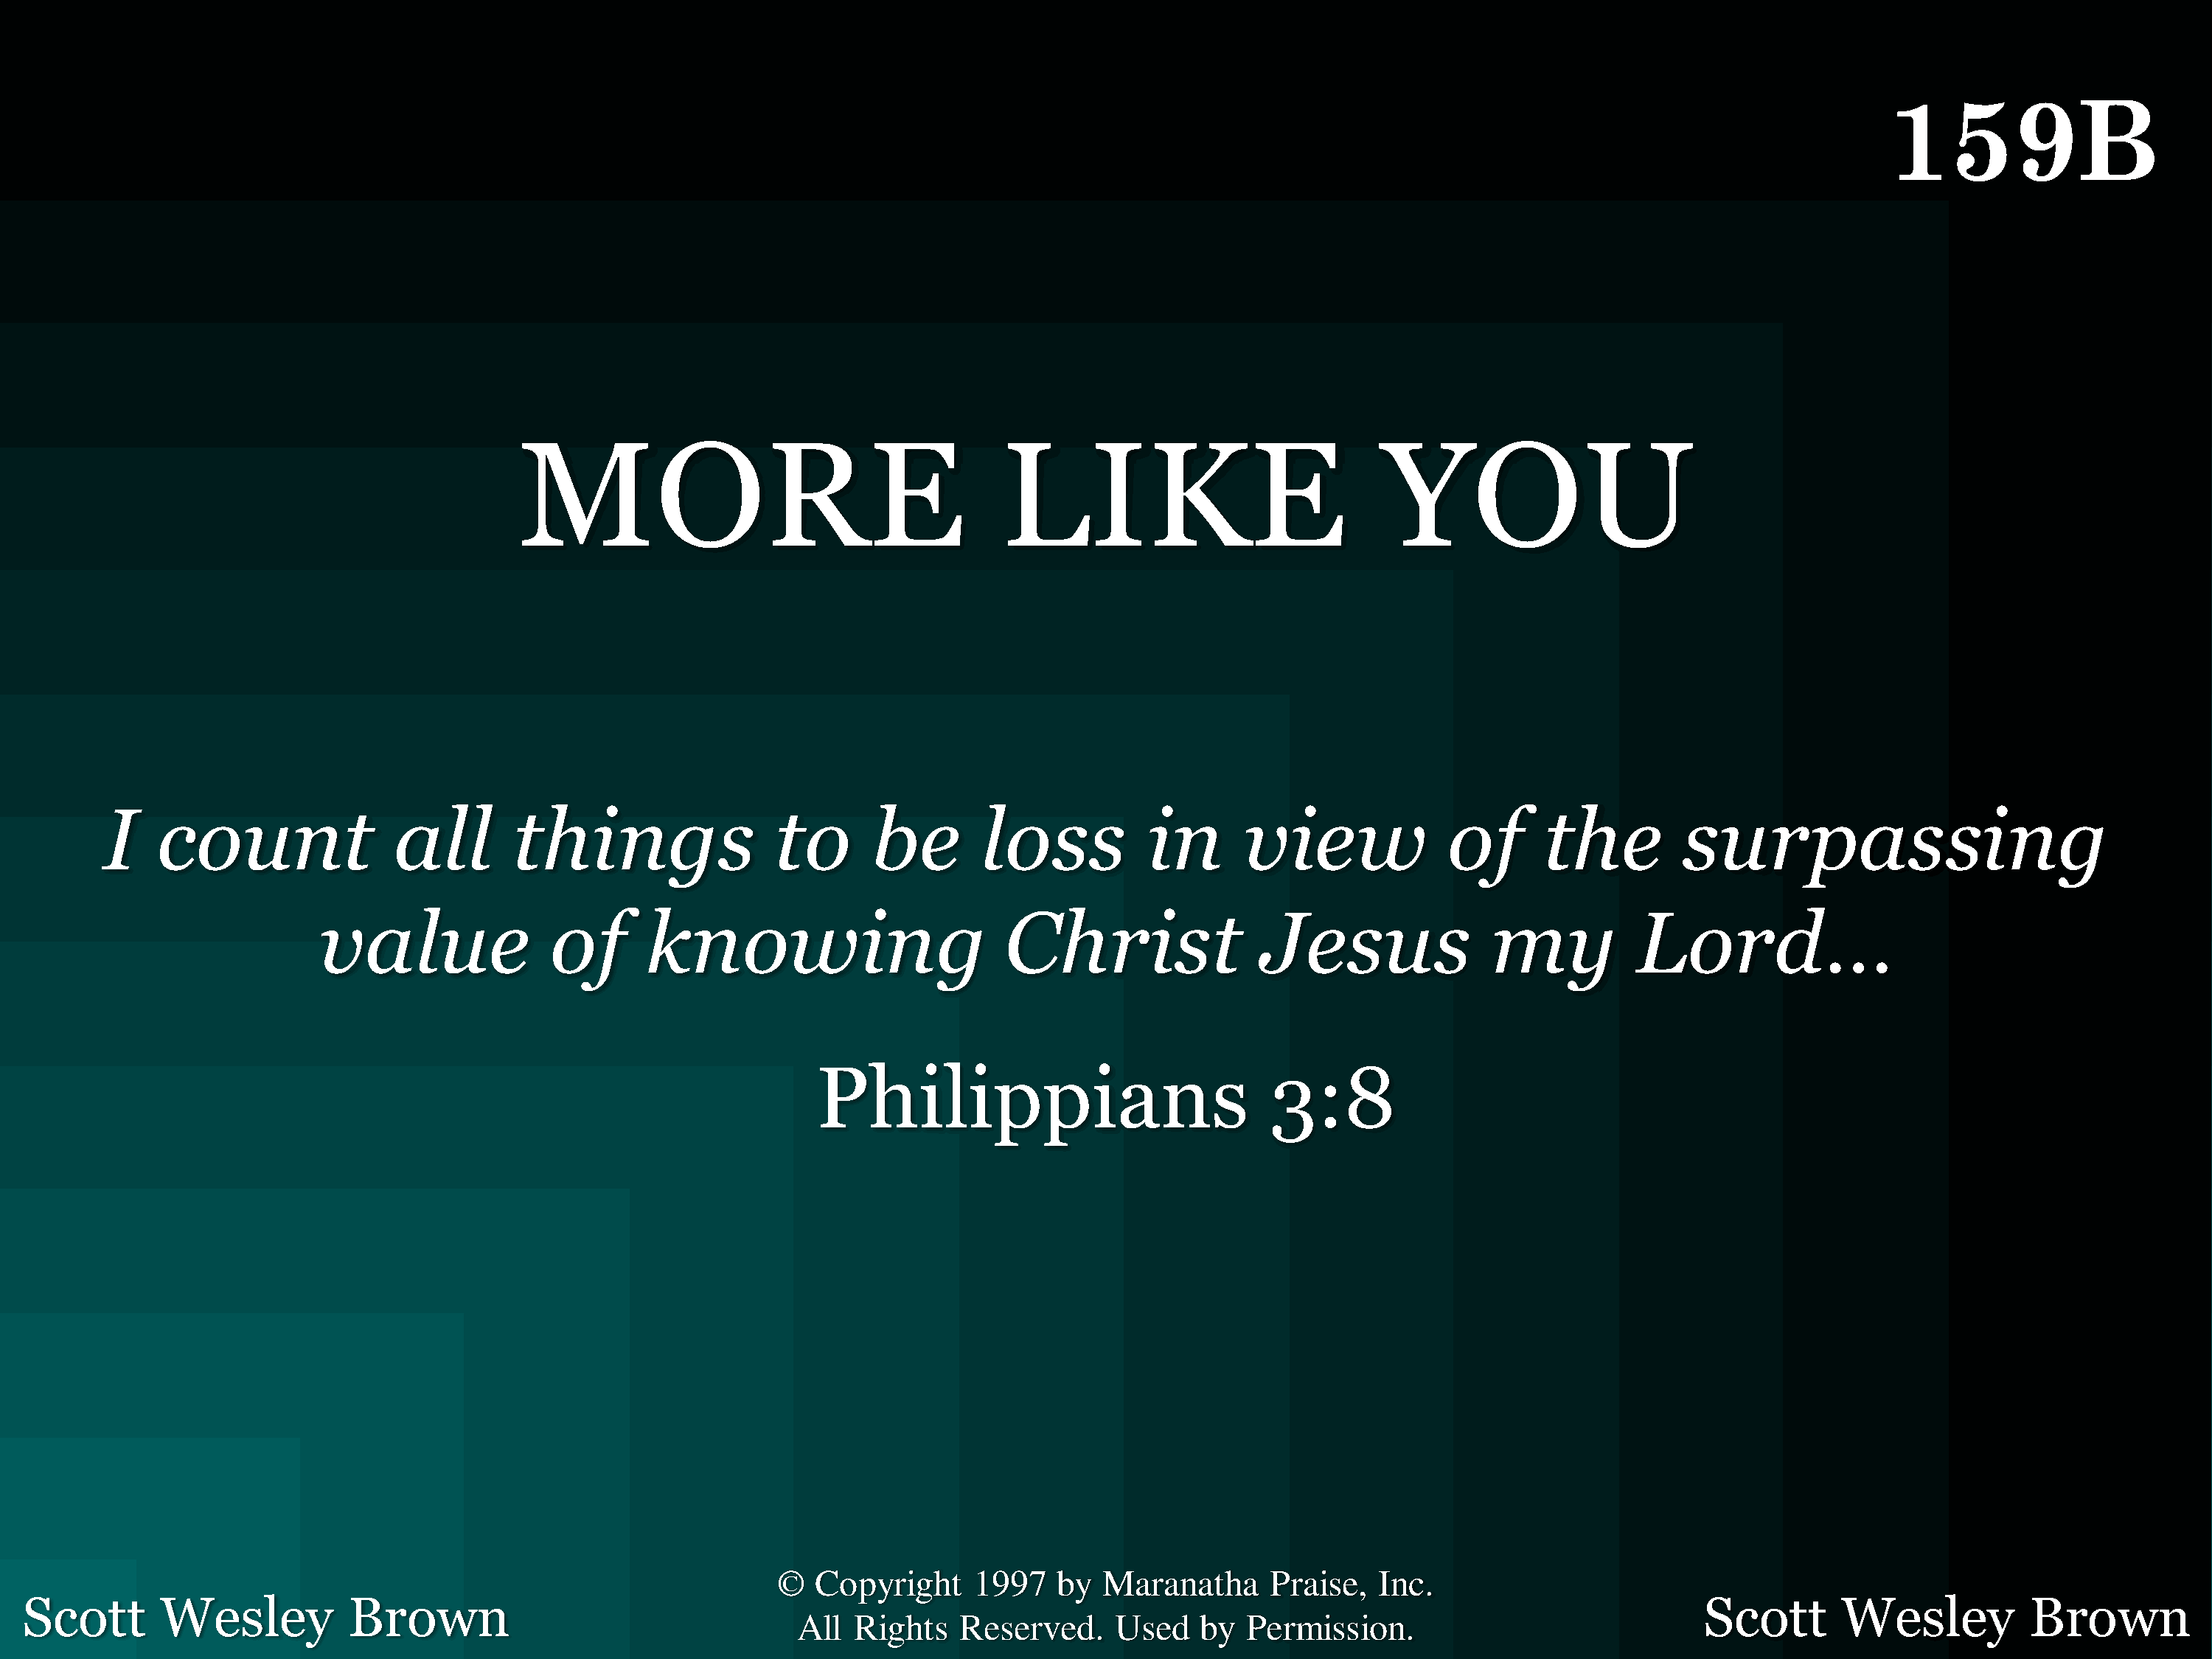 159B
MORE LIKE YOU
I count all things to be loss in view of the surpassing
value of knowing Christ Jesus my Lord…
Philippians 3:8
Scott Wesley Brown
© Copyright 1997 by Maranatha Praise, Inc.
All Rights Reserved. Used by Permission.
Scott Wesley Brown